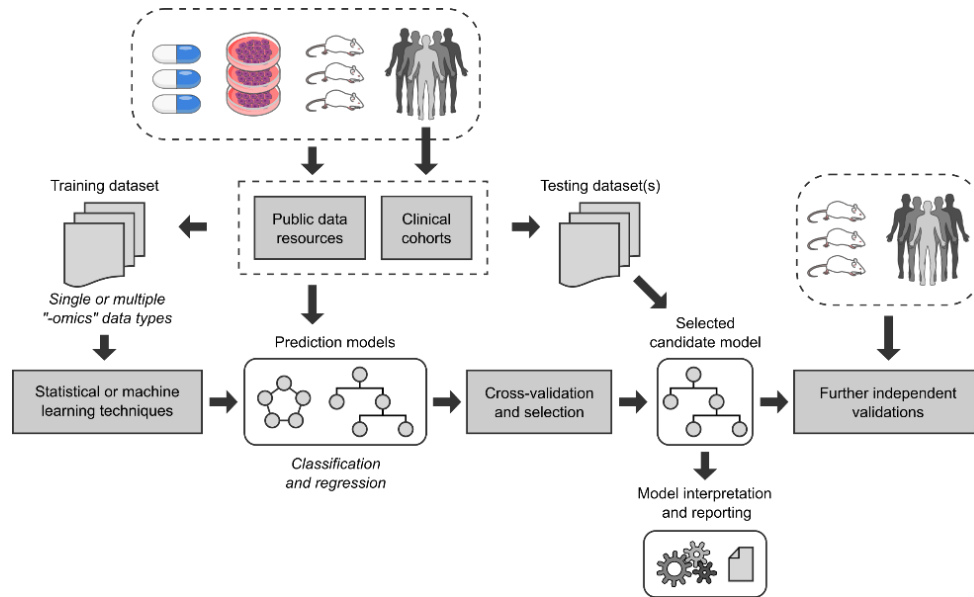 Training dataset
Public data
resources
Clinical
cohorts
Testing dataset(s)
Single or multiple
"-omics" data types
Prediction models
Selected
candidate model
Statistical or machine
learning techniques
Cross-validation
and selection
Further independent
validations
Classification
and regression
Model interpretation
and reporting